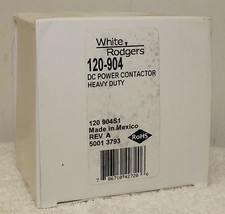 White
Rodgers
120-904
DC POWER CONTACTOR
HEAVY DUTY
120 904S1
Made in Mexico
REV A
5001 3793
RoHS